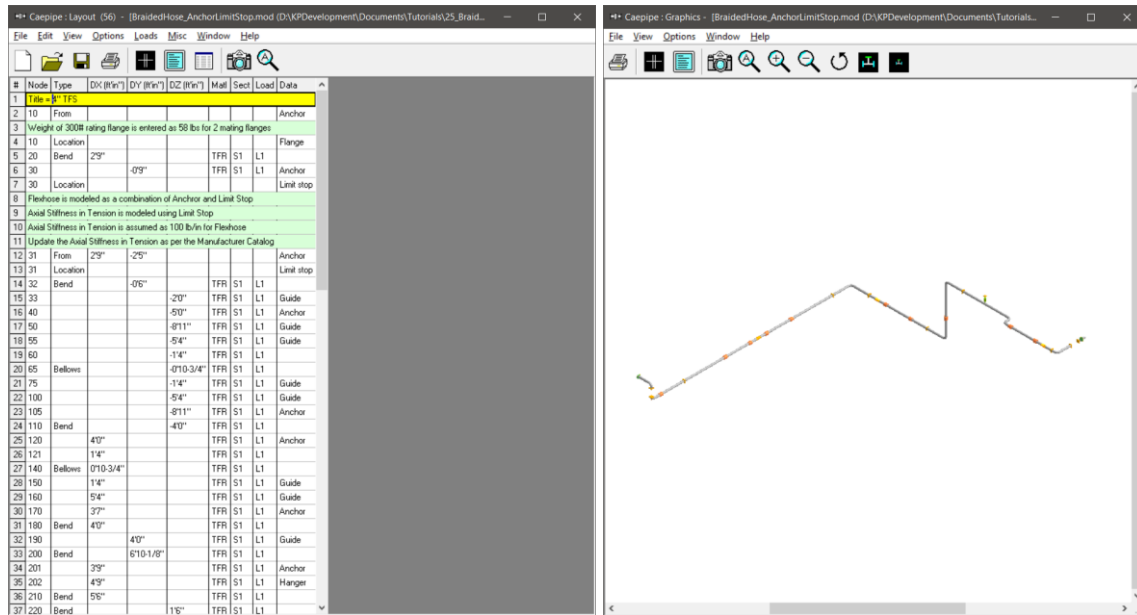 Caepipe : Layout (56) - [BraidedHose_AnchorLimitStop.mod (D:\KPDevelopment\Documents\Tutorials\25_Braid...
File Edit View Options Loads Misc Window Help
# Node Type DX (ft'in") DY (ft'in") DZ (ft'in") Matl Sect Load Data
1 Title = 4" TFS
2 10 From Anchor
3 Weight of 300# rating flange is entered as 58 lbs for 2 mating flanges
4 10 Location Flange
5 20 Bend 2'9" TFR S1 L1
6 30 -0'9" TFR S1 L1 Anchor
7 30 Location Limit stop
8 Flexhose is modeled as a combination of Anchror and Limit Stop
9 Axial Stiffness in Tension is modeled using Limit Stop
10 Axial Stiffness in Tension is assumed as 100 lb/in for Flexhose
11 Update the Axial Stiffness in Tension as per the Manufacturer Catalog
12 31 From 2'9" -2'5" Anchor
13 31 Location Limit stop
14 32 Bend -0'6" TFR S1 L1
15 33 -2'0" TFR S1 L1 Guide
16 40 -5'0" TFR S1 L1 Anchor
17 50 -8'11" TFR S1 L1 Guide
18 55 -5'4" TFR S1 L1 Guide
19 60 -1'4" TFR S1 L1
20 65 Bellows -0'10-3/4" TFR S1 L1
21 75 -1'4" TFR S1 L1 Guide
22 100 -5'4" TFR S1 L1 Guide
23 105 -8'11" TFR S1 L1 Anchor
24 110 Bend -4'0" TFR S1 L1
25 120 4'0" TFR S1 L1 Anchor
26 121 1'4" TFR S1 L1
27 140 Bellows 0'10-3/4" TFR S1 L1
28 150 1'4" TFR S1 L1 Guide
29 160 5'4" TFR S1 L1 Guide
30 170 3'7" TFR S1 L1 Anchor
31 180 Bend 4'0" TFR S1 L1
32 190 4'0" TFR S1 L1 Guide
33 200 Bend 6'10-1/8" TFR S1 L1
34 201 3'9" TFR S1 L1 Anchor
35 202 4'9" TFR S1 L1 Hanger
36 210 Bend 5'6" TFR S1 L1
37 220 Bend 1'6" TFR S1 L1
Caepipe : Graphics - [BraidedHose_AnchorLimitStop.mod (D:\KPDevelopment\Documents\Tutorials...
File View Options Window Help